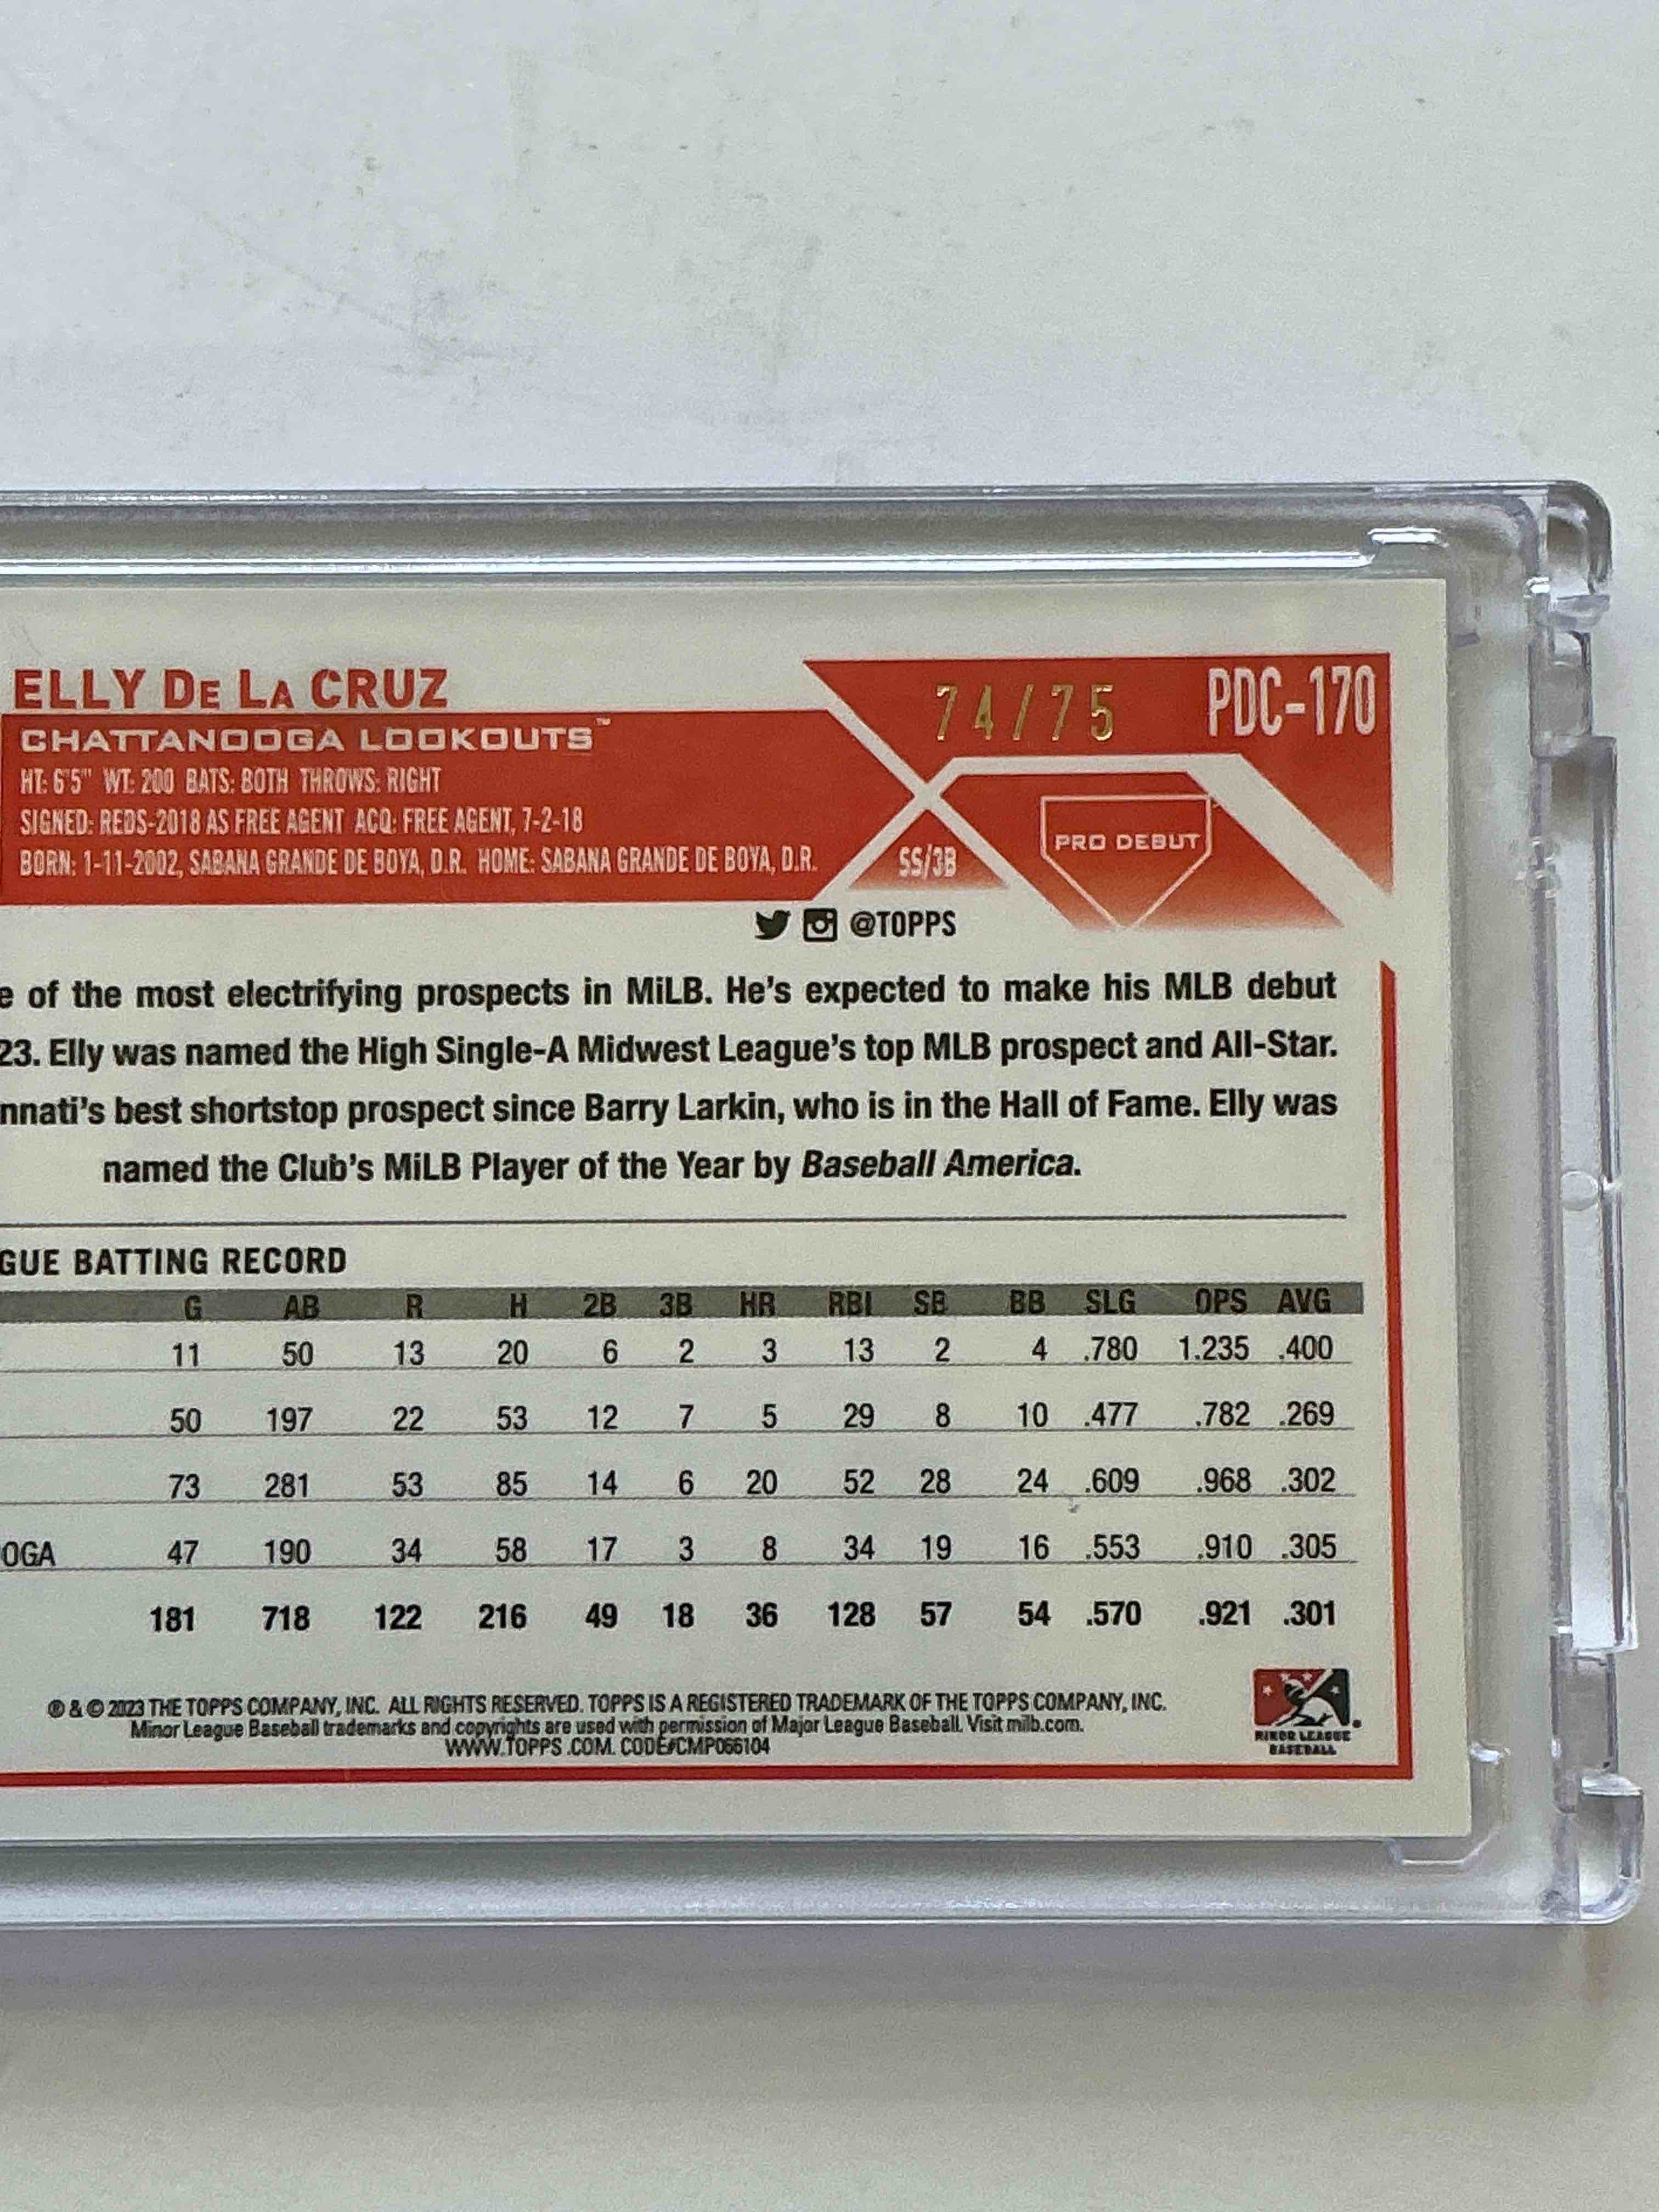 ELLY DE LA CRUZ
74/75
PDC-170
CHATTANOOGA LOOKOUTS™
HT: 6'5" WT: 200 BATS: BOTH THROWS: RIGHT
SIGNED: REDS-2018 AS FREE AGENT ACQ: FREE AGENT, 7-2-18
BORN: 1-11-2002, SABANA GRANDE DE BOYA, D.R. HOME: SABANA GRANDE DE BOYA, D.R.
SS/3B
PRO DEBUT
@TOPPS
e of the most electrifying prospects in MiLB. He's expected to make his MLB debut
23. Elly was named the High Single-A Midwest League's top MLB prospect and All-Star.
nnati's best shortstop prospect since Barry Larkin, who is in the Hall of Fame. Elly was
named the Club's MiLB Player of the Year by Baseball America.
GUE BATTING RECORD
G AB R H 2B 3B HR RBI SB BB SLG OPS AVG
11 50 13 20 6 2 3 13 2 4 .780 1.235 .400
50 197 22 53 12 7 5 29 8 10 .477 .782 .269
73 281 53 85 14 6 20 52 28 24 .609 .968 .302
OGA 47 190 34 58 17 3 8 34 19 16 .553 .910 .305
181 718 122 216 49 18 36 128 57 54 .570 .921 .301
® & © 2023 THE TOPPS COMPANY, INC. ALL RIGHTS RESERVED. TOPPS IS A REGISTERED TRADEMARK OF THE TOPPS COMPANY, INC.
Minor League Baseball trademarks and copyrights are used with permission of Major League Baseball. Visit milb.com.
WWW.TOPPS.COM. CODE#CMP066104
MINOR LEAGUE
BASEBALL